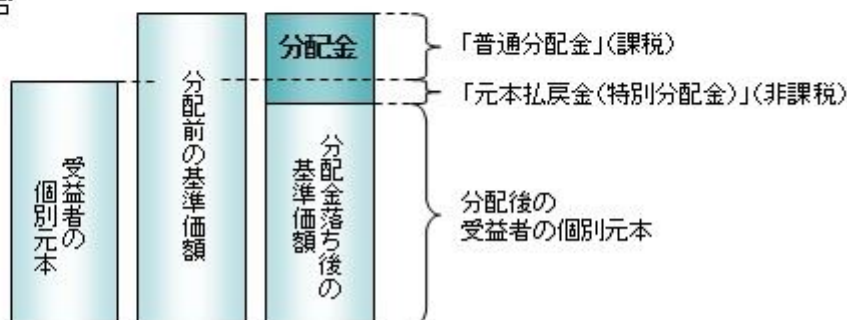 分配金
「普通分配金」(課税)
「元本払戻金(特別分配金)」(非課税)
受益者の
個別元本
分配前の基準価額
分配金落ち後の
基準価額
分配後の
受益者の個別元本